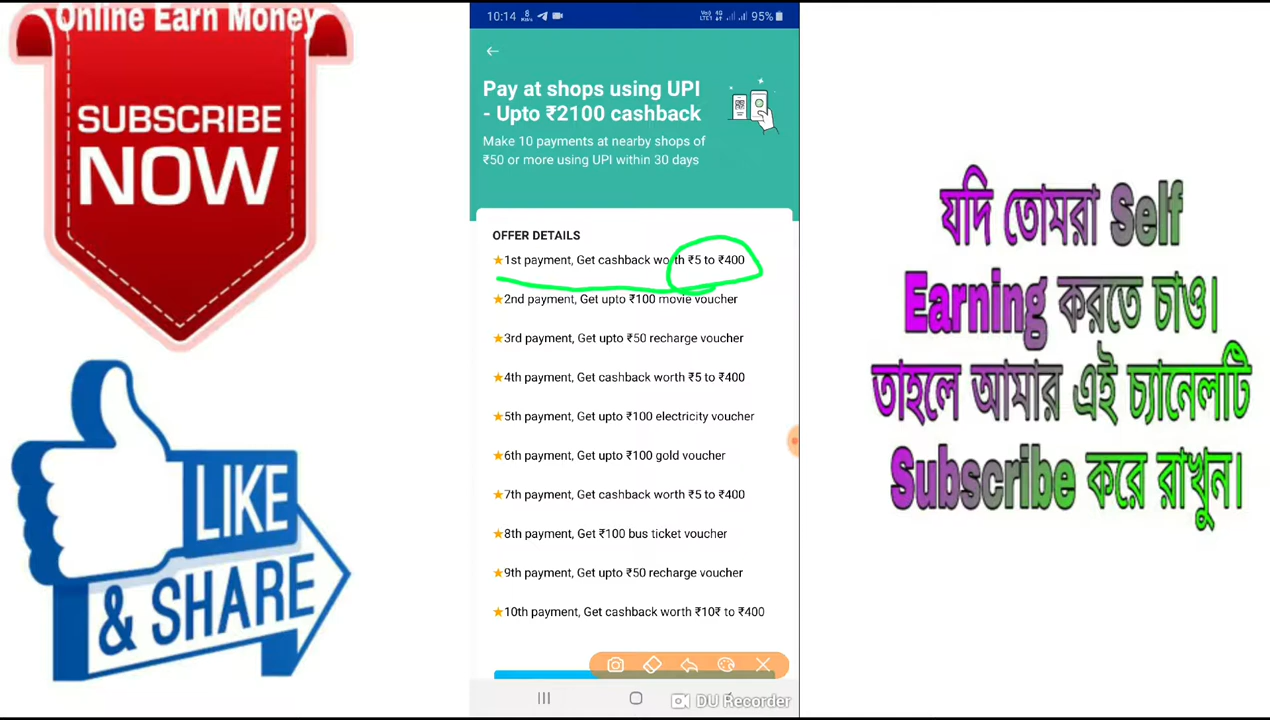 Online Earn Money
SUBSCRIBE
NOW
LIKE
& SHARE
10:14
95%
Pay at shops using UPI
- Upto ₹2100 cashback
Make 10 payments at nearby shops of
₹50 or more using UPI within 30 days
OFFER DETAILS
1st payment, Get cashback worth ₹5 to ₹400
2nd payment, Get upto ₹100 movie voucher
3rd payment, Get upto ₹50 recharge voucher
4th payment, Get cashback worth ₹5 to ₹400
5th payment, Get upto ₹100 electricity voucher
6th payment, Get upto ₹100 gold voucher
7th payment, Get cashback worth ₹5 to ₹400
8th payment, Get ₹100 bus ticket voucher
9th payment, Get upto ₹50 recharge voucher
10th payment, Get cashback worth ₹10₹ to ₹400
DU Recorder
যদি তোমরা Self
Earning করতে চাও।
তাহলে আমার এই চ্যানেলটি
Subscribe করে রাখুন।